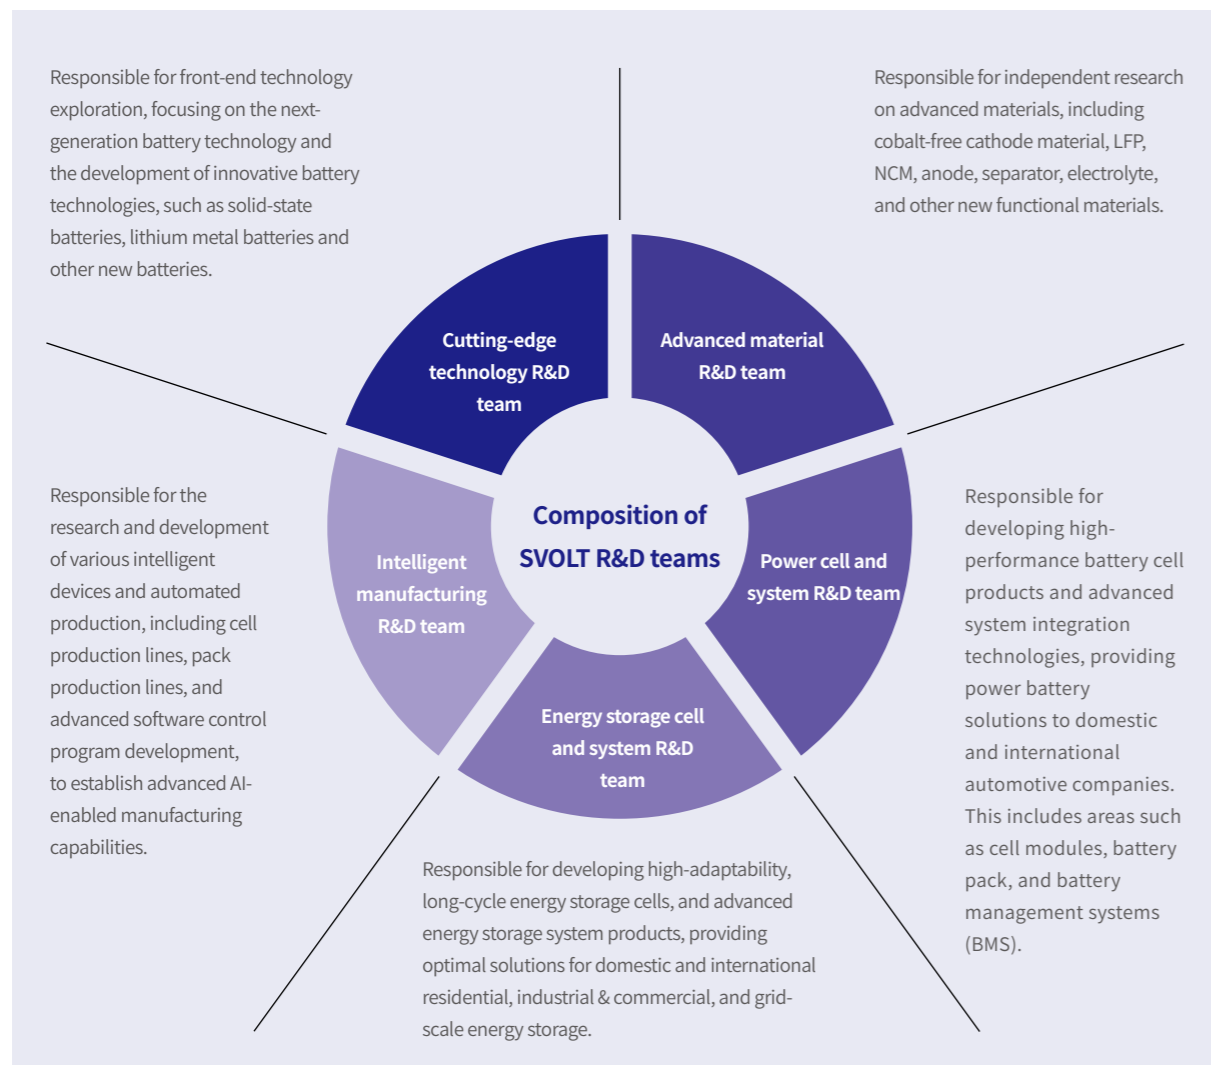 Responsible for front-end technology
exploration, focusing on the next-
generation battery technology and
the development of innovative battery
technologies, such as solid-state
batteries, lithium metal batteries and
other new batteries.
Responsible for independent research
on advanced materials, including
cobalt-free cathode material, LFP,
NCM, anode, separator, electrolyte,
and other new functional materials.
Cutting-edge
technology R&D
team
Advanced material
R&D team
Composition of
SVOLT R&D teams
Intelligent
manufacturing
R&D team
Power cell and
system R&D team
Energy storage cell
and system R&D
team
Responsible for the
research and development
of various intelligent
devices and automated
production, including cell
production lines, pack
production lines, and
advanced software control
program development,
to establish advanced AI-
enabled manufacturing
capabilities.
Responsible for
developing high-
performance battery cell
products and advanced
system integration
technologies, providing
power battery
solutions to domestic
and international
automotive companies.
This includes areas such
as cell modules, battery
pack, and battery
management systems
(BMS).
Responsible for developing high-adaptability,
long-cycle energy storage cells, and advanced
energy storage system products, providing
optimal solutions for domestic and international
residential, industrial & commercial, and grid-
scale energy storage.